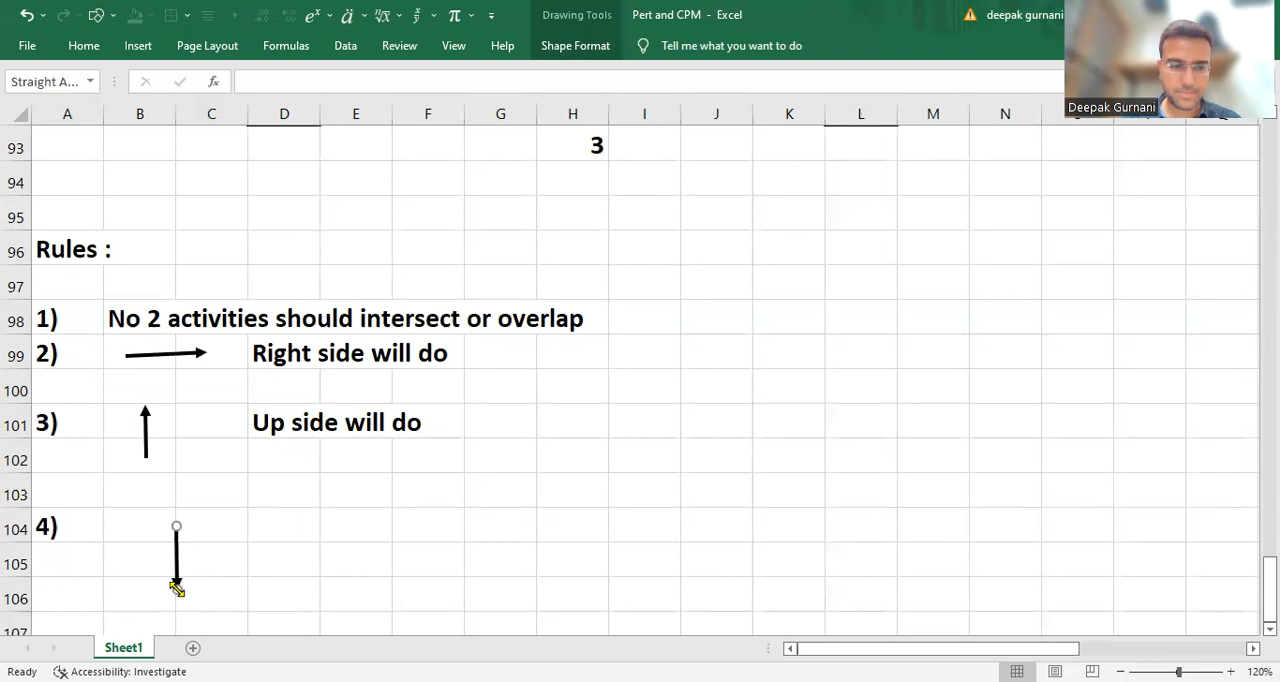 Drawing Tools
Pert and CPM - Excel
deepak gurnani
File Home Insert Page Layout Formulas Data Review View Help Shape Format Tell me what you want to do
Straight A...
fx
Deepak Gurnani
A B C D E F G H I J K L M N O
93 3
94
95
96 Rules :
97
98 1) No 2 activities should intersect or overlap
99 2) Right side will do
100
101 3) Up side will do
102
103
104 4)
105
106
107
Sheet1
Ready Accessibility: Investigate 120%